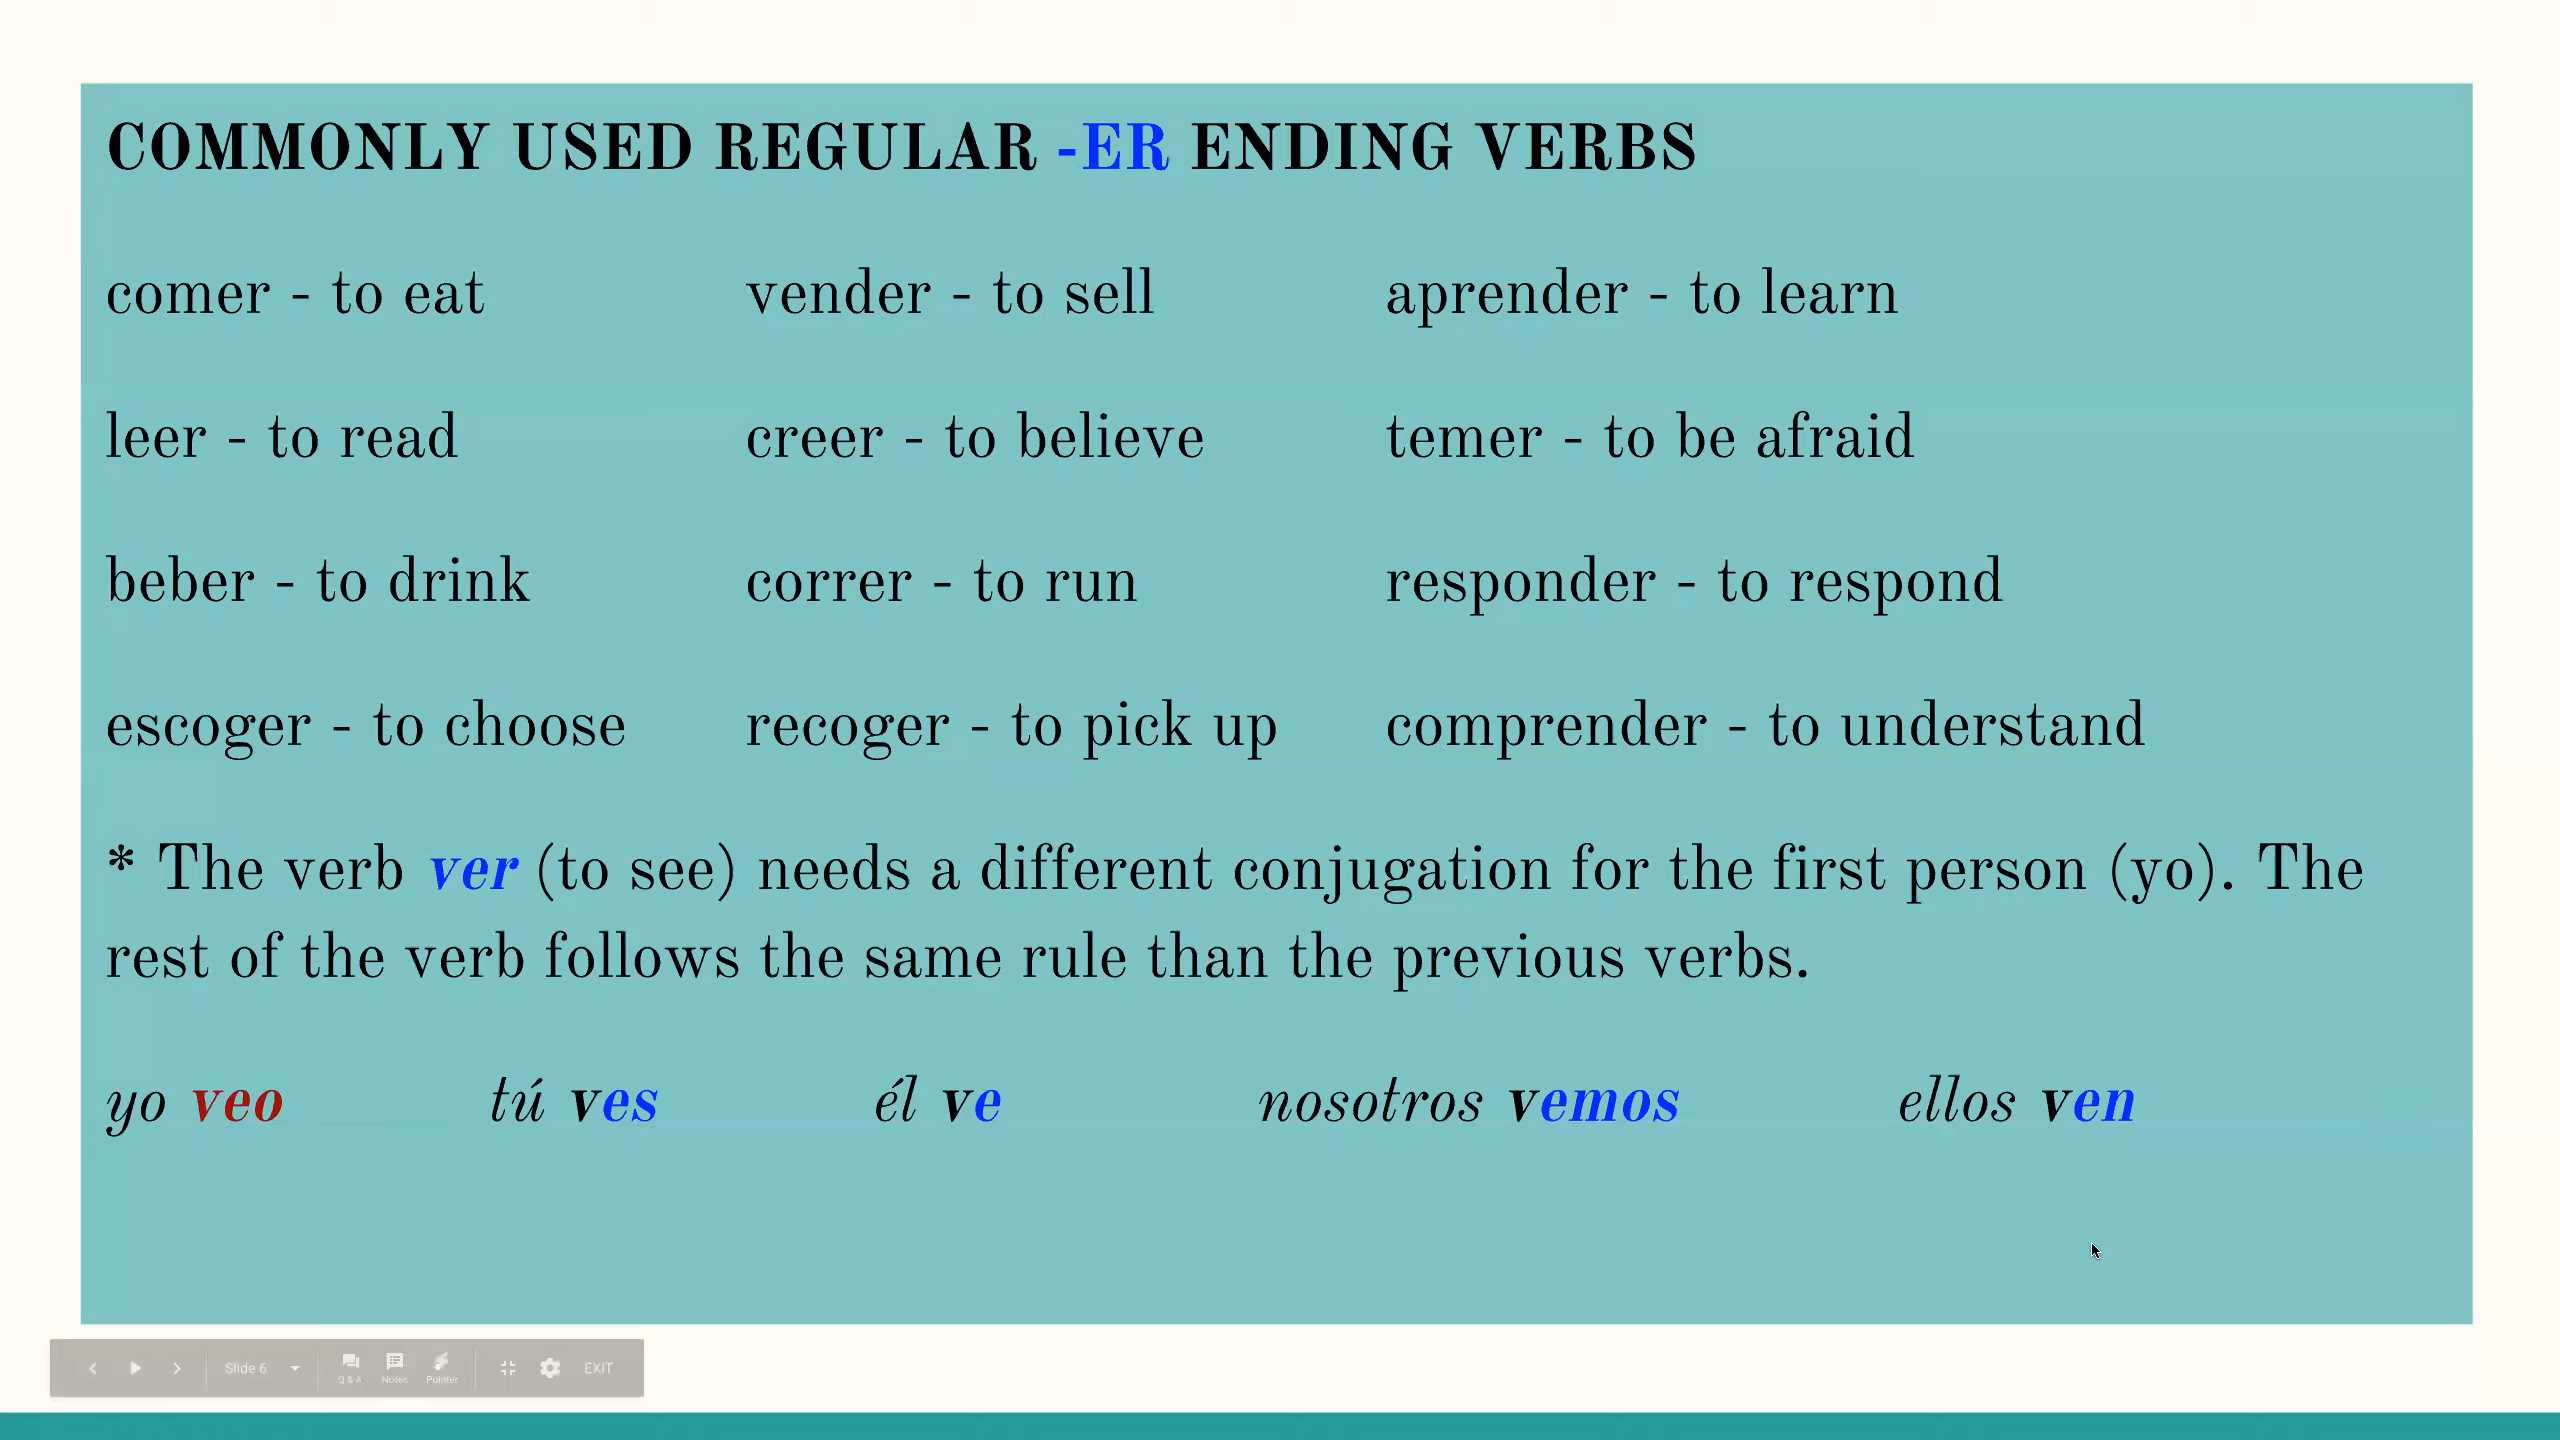 COMMONLY USED REGULAR -ER ENDING VERBS
comer - to eat vender - to sell aprender - to learn
leer - to read creer - to believe temer - to be afraid
beber - to drink correr - to run responder - to respond
escoger - to choose recoger - to pick up comprender - to understand
* The verb ver (to see) needs a different conjugation for the first person (yo). The
rest of the verb follows the same rule than the previous verbs.
yo veo tú ves él ve nosotros vemos ellos ven
Slide 6 Q & A Notes Pointer EXIT